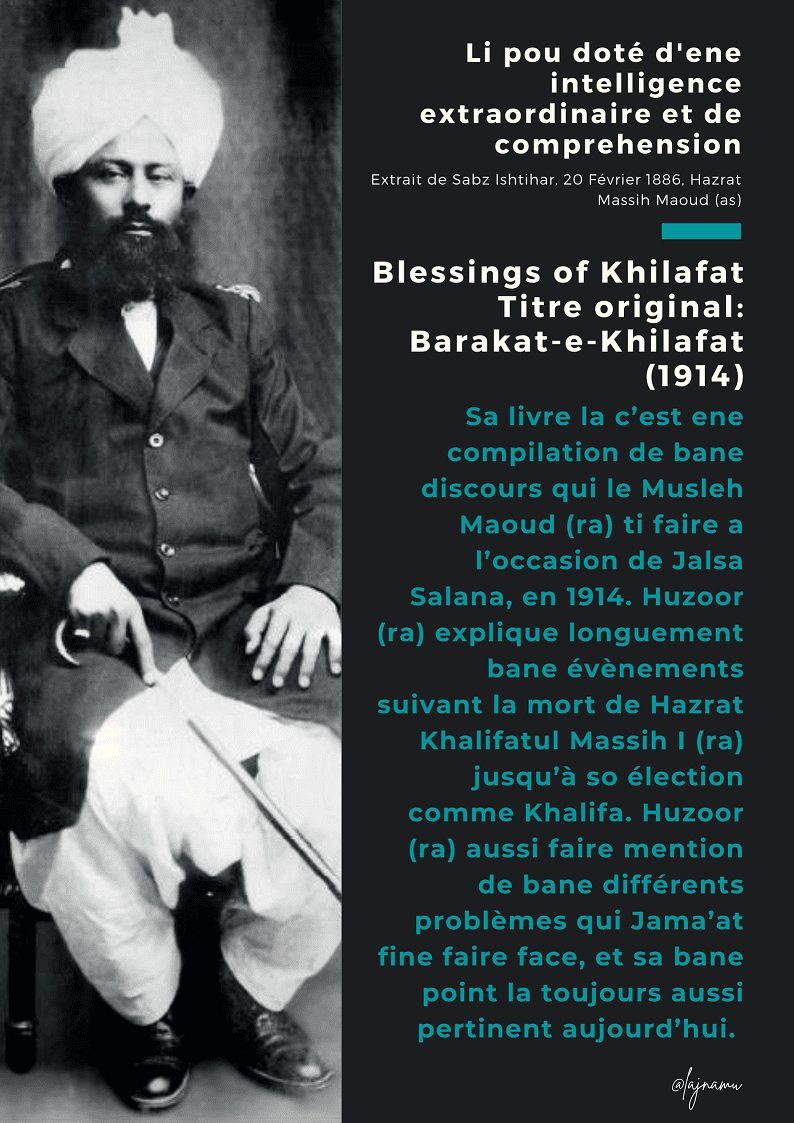 Li pou doté d'ene
intelligence
extraordinaire et de
comprehension
Extrait de Sabz Ishtihar, 20 Février 1886, Hazrat
Massih Maoud (as)
Blessings of Khilafat
Titre original:
Barakat-e-Khilafat
(1914)
Sa livre la c’est ene
compilation de bane
discours qui le Musleh
Maoud (ra) ti faire a
l’occasion de Jalsa
Salana, en 1914. Huzoor
(ra) explique longuement
bane évènements
suivant la mort de Hazrat
Khalifatul Massih I (ra)
jusqu’à so élection
comme Khalifa. Huzoor
(ra) aussi faire mention
de bane différents
problèmes qui Jama’at
fine faire face, et sa bane
point la toujours aussi
pertinent aujourd’hui.
@lajnamu